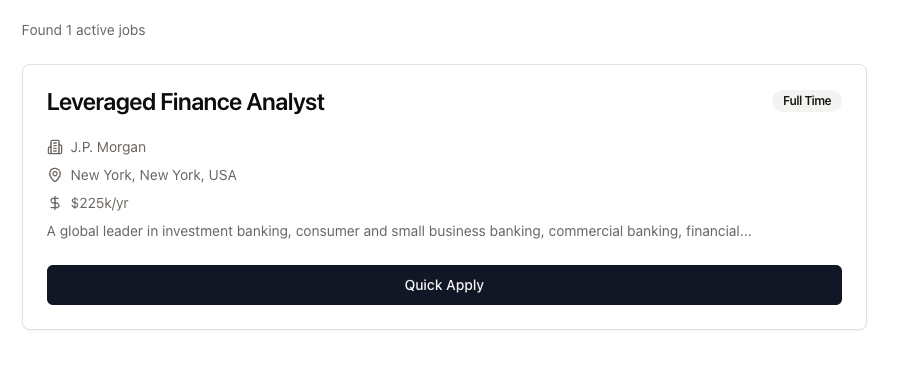 Found 1 active jobs
Leveraged Finance Analyst
Full Time
J.P. Morgan
New York, New York, USA
$225k/yr
A global leader in investment banking, consumer and small business banking, commercial banking, financial...
Quick Apply